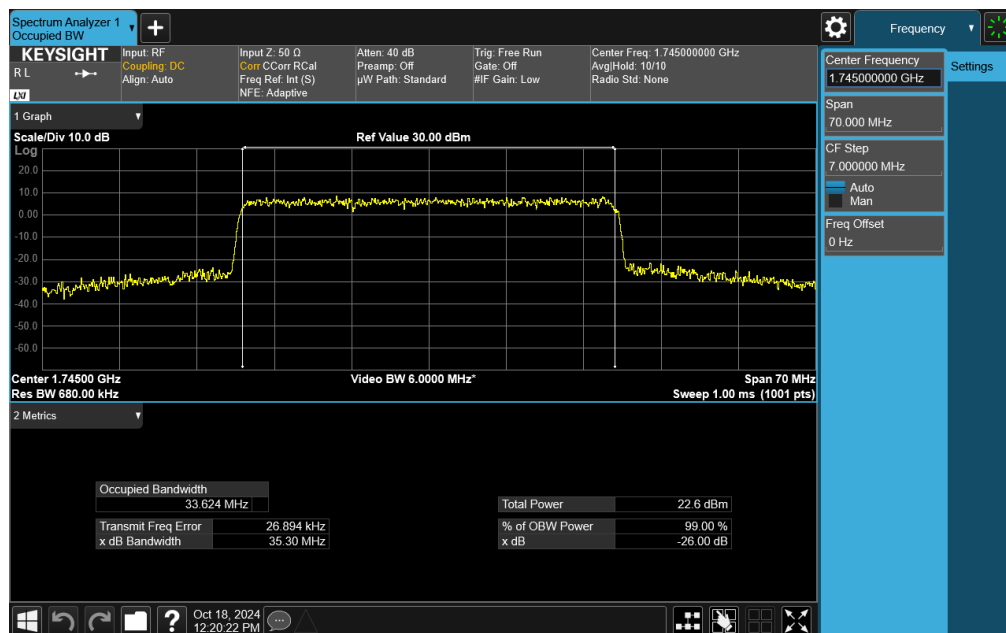 Spectrum Analyzer 1
Occupied BW
Frequency
KEYSIGHT
R L
LXI
Input: RF
Coupling: DC
Align: Auto
Input Z: 50 Ω
Corr CCorr RCal
Freq Ref: Int (S)
NFE: Adaptive
Atten: 40 dB
Preamp: Off
µW Path: Standard
Trig: Free Run
Gate: Off
#IF Gain: Low
Center Freq: 1.745000000 GHz
Avg|Hold: 10/10
Radio Std: None
Center Frequency
1.745000000 GHz
Settings
Span
70.000 MHz
CF Step
7.000000 MHz
Auto
Man
Freq Offset
0 Hz
1 Graph
Scale/Div 10.0 dB
Ref Value 30.00 dBm
Log
20.0
10.0
0.00
-10.0
-20.0
-30.0
-40.0
-50.0
-60.0
Center 1.74500 GHz
Video BW 6.0000 MHz*
Span 70 MHz
Res BW 680.00 kHz
Sweep 1.00 ms (1001 pts)
2 Metrics
Occupied Bandwidth
33.624 MHz
Total Power 22.6 dBm
Transmit Freq Error 26.894 kHz
% of OBW Power 99.00 %
x dB Bandwidth 35.30 MHz
x dB -26.00 dB
Oct 18, 2024
12:20:22 PM